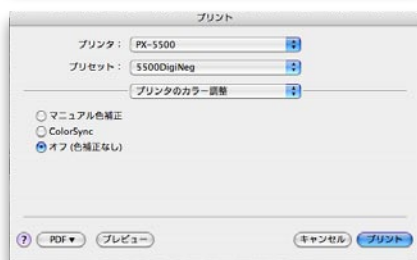 プリント
プリンタ： PX-5500
プリセット： 5500DigiNeg
プリンタのカラー調整
マニュアル色補正
ColorSync
オフ (色補正なし)
? PDF▼ プレビュー キャンセル プリント